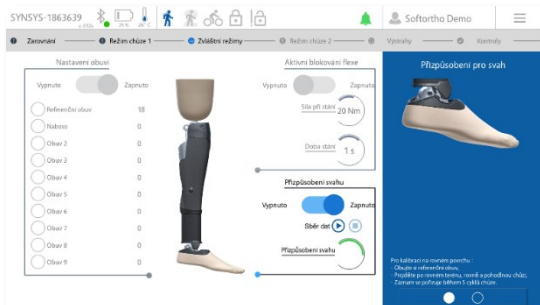 SYNSYS-1863639
Softortho Demo
Zarovnání
Režim chůze 1
Zvláštní režimy
Režim chůze 2
Výstrahy
Kontroly
Nastavení obuvi
Vypnuto
Zapnuto
Referenční obuv 18
Naboso 0
Obuv 2 0
Obuv 3 0
Obuv 4 0
Obuv 5 0
Obuv 6 0
Obuv 7 0
Obuv 8 0
Obuv 9 0
Aktivní blokování flexe
Vypnuto
Zapnuto
Síla při stání
20 Nm
Doba stání
1 s
Přizpůsobení svahu
Vypnuto
Zapnuto
Sběr dat
Přizpůsobení svahu
Přizpůsobení pro svah
Pro kalibraci na rovném povrchu :
- Obujte si referenční obuv,
- Projděte po rovném terénu, rovně a pohodlnou chůzí,
- Záznam se pořizuje během 5 cyklů chůze.